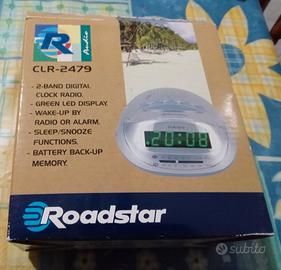 R
Audio
CLR-2479
- 2-BAND DIGITAL
CLOCK RADIO.
- GREEN LED DISPLAY.
- WAKE-UP BY
RADIO OR ALARM.
- SLEEP/SNOOZE
FUNCTIONS.
- BATTERY BACK-UP
MEMORY.
20:08
Roadstar
subito